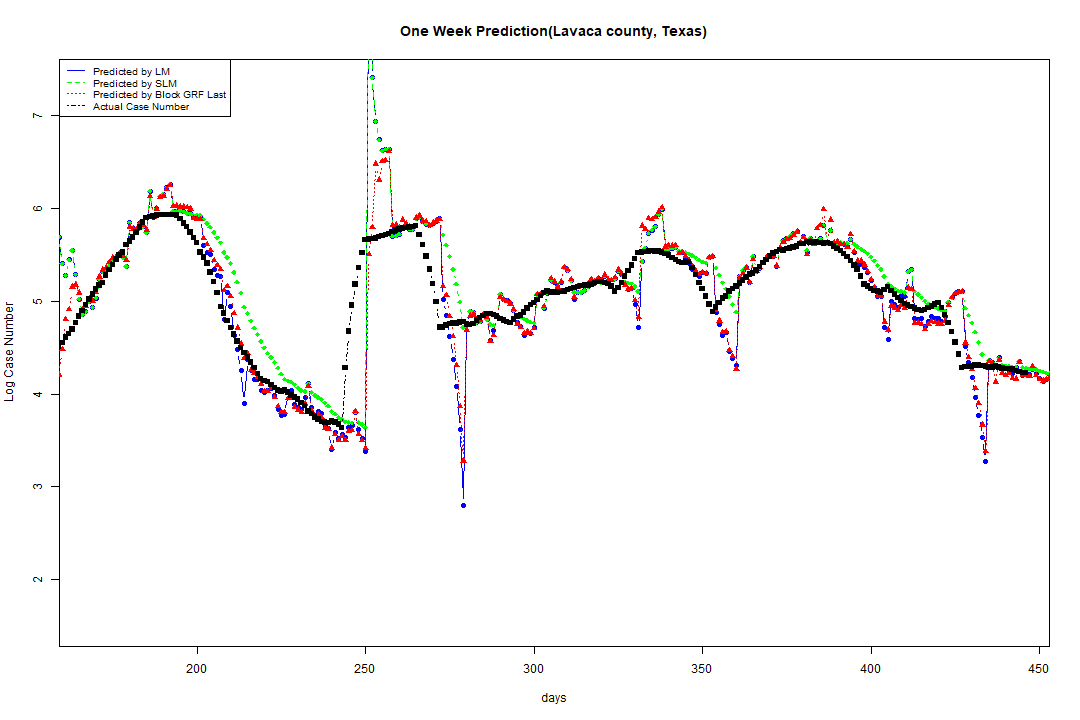 One Week Prediction(Lavaca county, Texas)
Predicted by LM
Predicted by SLM
Predicted by Block GRF Last
Actual Case Number
7
6
5
4
3
2
Log Case Number
200 250 300 350 400 450
days